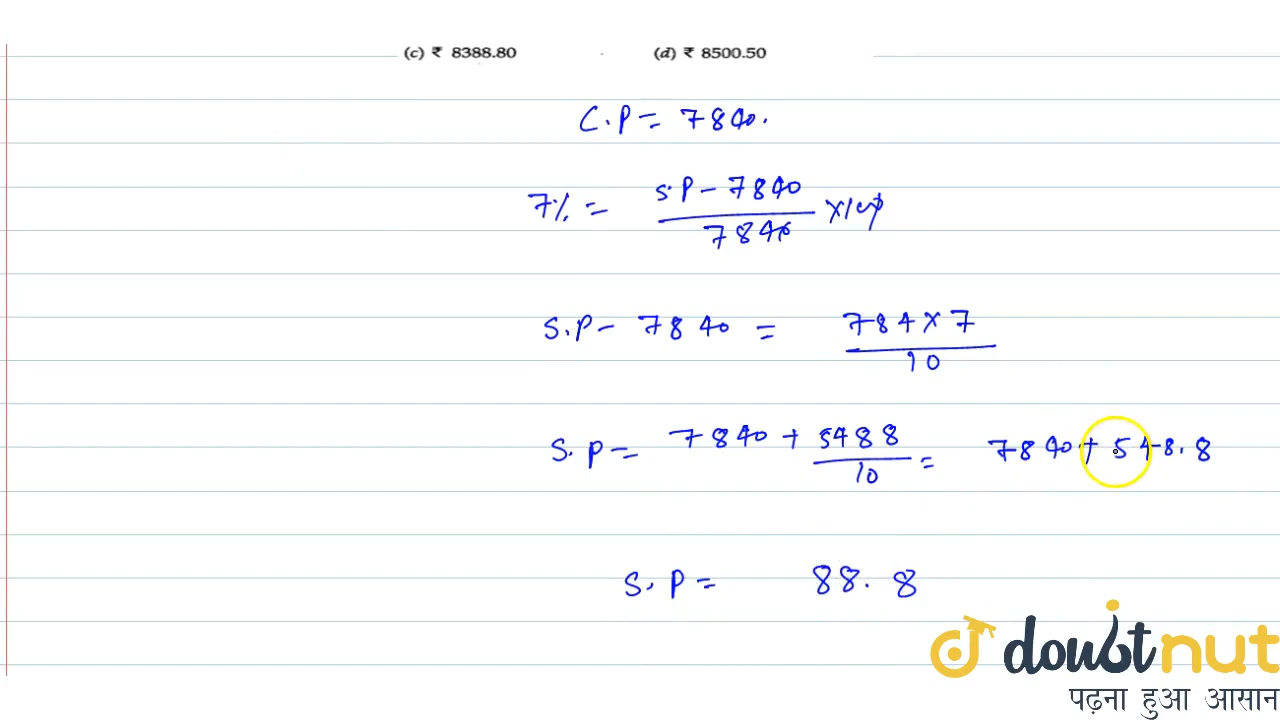 (c) ₹ 8388.80 (d) ₹ 8500.50
C.P = 7840.
7% = S.P - 7840 / 7840 × 100
S.P - 7840 = 784 × 7 / 10
S.P = 7840 + 5488 / 10 = 7840 + 548.8
S.P = 88.8
doubtnut
पढ़ना हुआ आसान